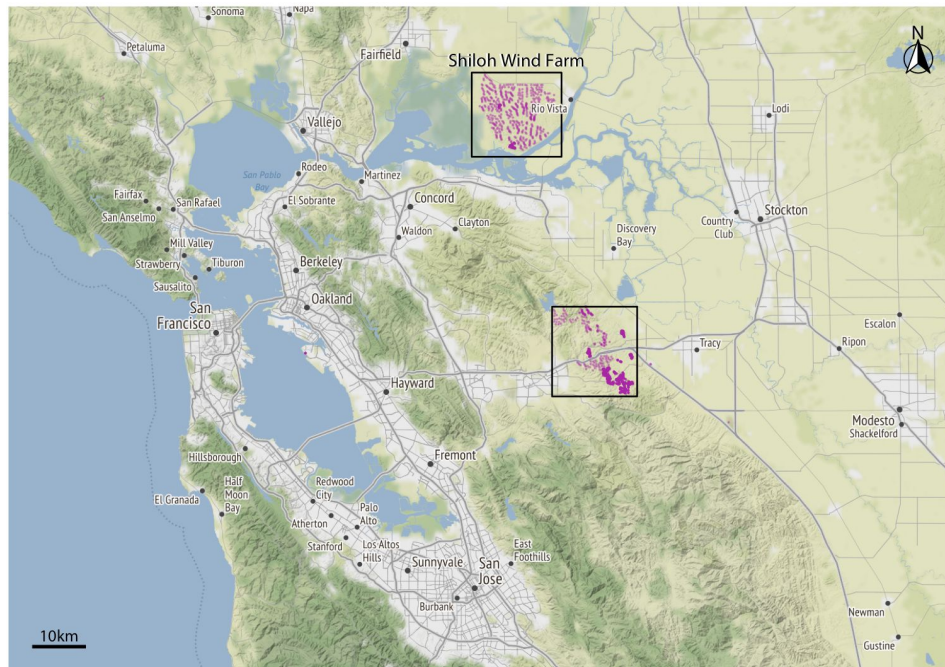 Sonoma
Napa
Petaluma
Fairfield
N
Shiloh Wind Farm
Rio Vista
Lodi
Vallejo
San Pablo
Bay
Rodeo
Martinez
Fairfax
San Anselmo
San Rafael
El Sobrante
Concord
Waldon
Clayton
Country
Club
Stockton
Mill Valley
Strawberry
Tiburon
Sausalito
Berkeley
Discovery
Bay
Oakland
San
Francisco
Escalon
Tracy
Ripon
Hayward
Modesto
Shackelford
Hillsborough
Fremont
El Granada
Half
Moon
Bay
Redwood
City
Palo
Alto
Atherton
Stanford
Los Altos
Hills
Sunnyvale
San
Jose
East
Foothills
Burbank
Newman
Gustine
10km